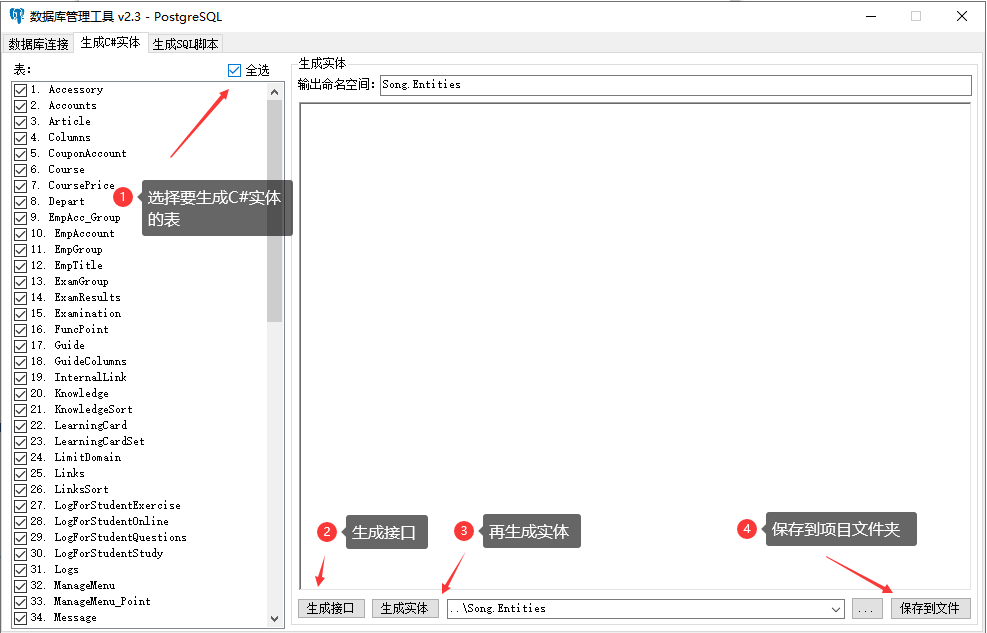 数据库管理工具 v2.3 - PostgreSQL
数据库连接 生成C#实体 生成SQL脚本
表: 全选
1. Accessory
2. Accounts
3. Article
4. Columns
5. CouponAccount
6. Course
7. CoursePrice
8. Depart
9. EmpAcc_Group
10. EmpAccount
11. EmpGroup
12. EmpTitle
13. ExamGroup
14. ExamResults
15. Examination
16. FuncPoint
17. Guide
18. GuideColumns
19. InternalLink
20. Knowledge
21. KnowledgeSort
22. LearningCard
23. LearningCardSet
24. LimitDomain
25. Links
26. LinksSort
27. LogForStudentExercise
28. LogForStudentOnline
29. LogForStudentQuestions
30. LogForStudentStudy
31. Logs
32. ManageMenu
33. ManageMenu_Point
34. Message
1 选择要生成C#实体
的表
生成实体
输出命名空间: Song.Entities
2 生成接口
3 再生成实体
4 保存到项目文件夹
生成接口 生成实体 ..\Song.Entities ... 保存到文件